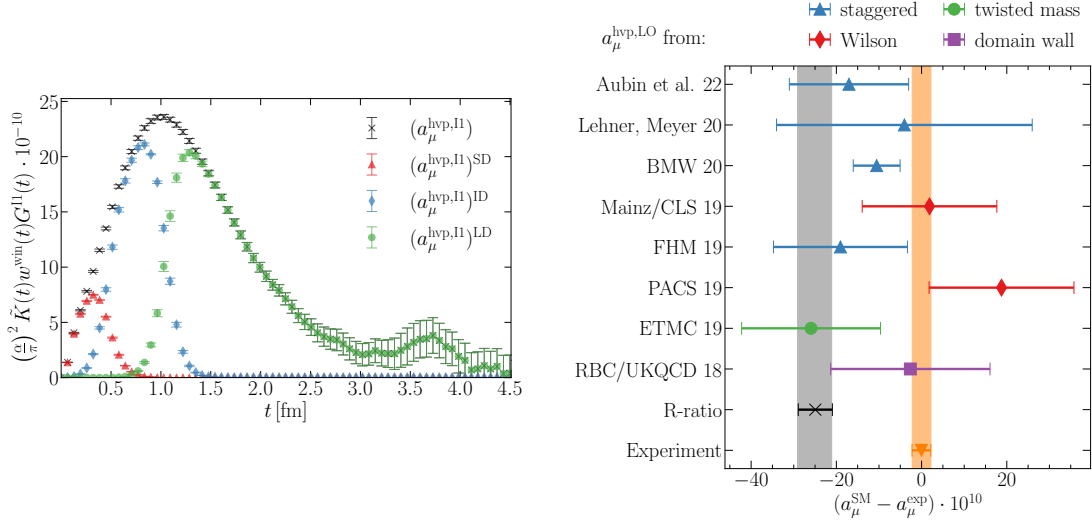 25
20
15
10
5
0
0.5 1.0 1.5 2.0 2.5 3.0 3.5 4.0 4.5
t [fm]
(α/π)² K̃(t)w^win(t)G^I1(t) · 10^−10
(a_μ^hvp,I1)
(a_μ^hvp,I1)^SD
(a_μ^hvp,I1)^ID
(a_μ^hvp,I1)^LD
a_μ^hvp,LO from:
staggered
Wilson
twisted mass
domain wall
Aubin et al. 22
Lehner, Meyer 20
BMW 20
Mainz/CLS 19
FHM 19
PACS 19
ETMC 19
RBC/UKQCD 18
R-ratio
Experiment
−40 −20 0 20
(a_μ^SM − a_μ^exp) · 10^10